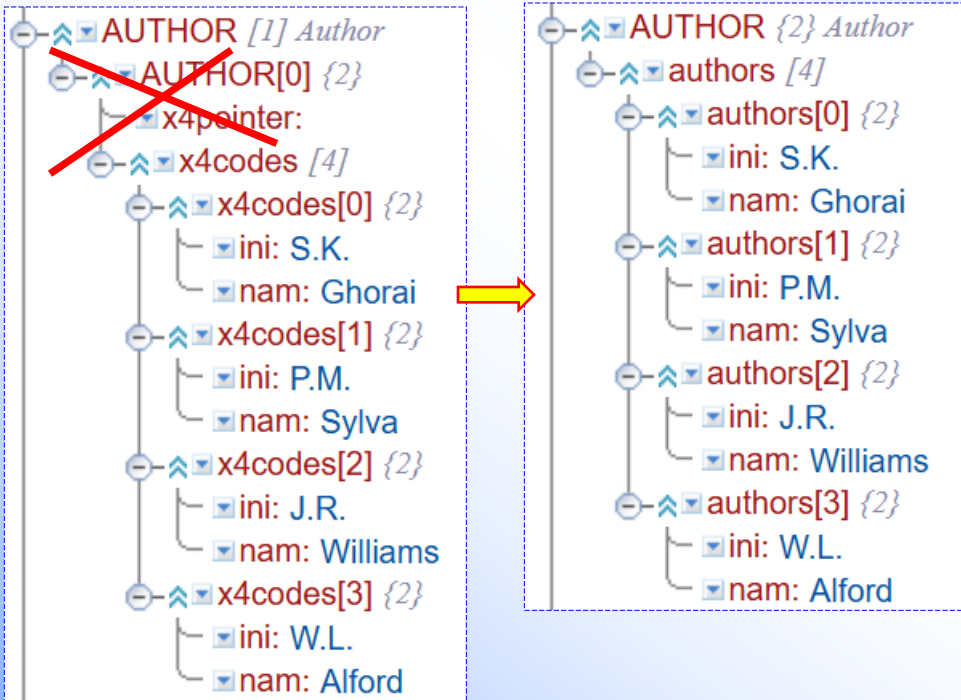 AUTHOR [1] Author
AUTHOR[0] {2}
x4pointer:
x4codes [4]
x4codes[0] {2}
ini: S.K.
nam: Ghorai
x4codes[1] {2}
ini: P.M.
nam: Sylva
x4codes[2] {2}
ini: J.R.
nam: Williams
x4codes[3] {2}
ini: W.L.
nam: Alford
AUTHOR {2} Author
authors [4]
authors[0] {2}
ini: S.K.
nam: Ghorai
authors[1] {2}
ini: P.M.
nam: Sylva
authors[2] {2}
ini: J.R.
nam: Williams
authors[3] {2}
ini: W.L.
nam: Alford